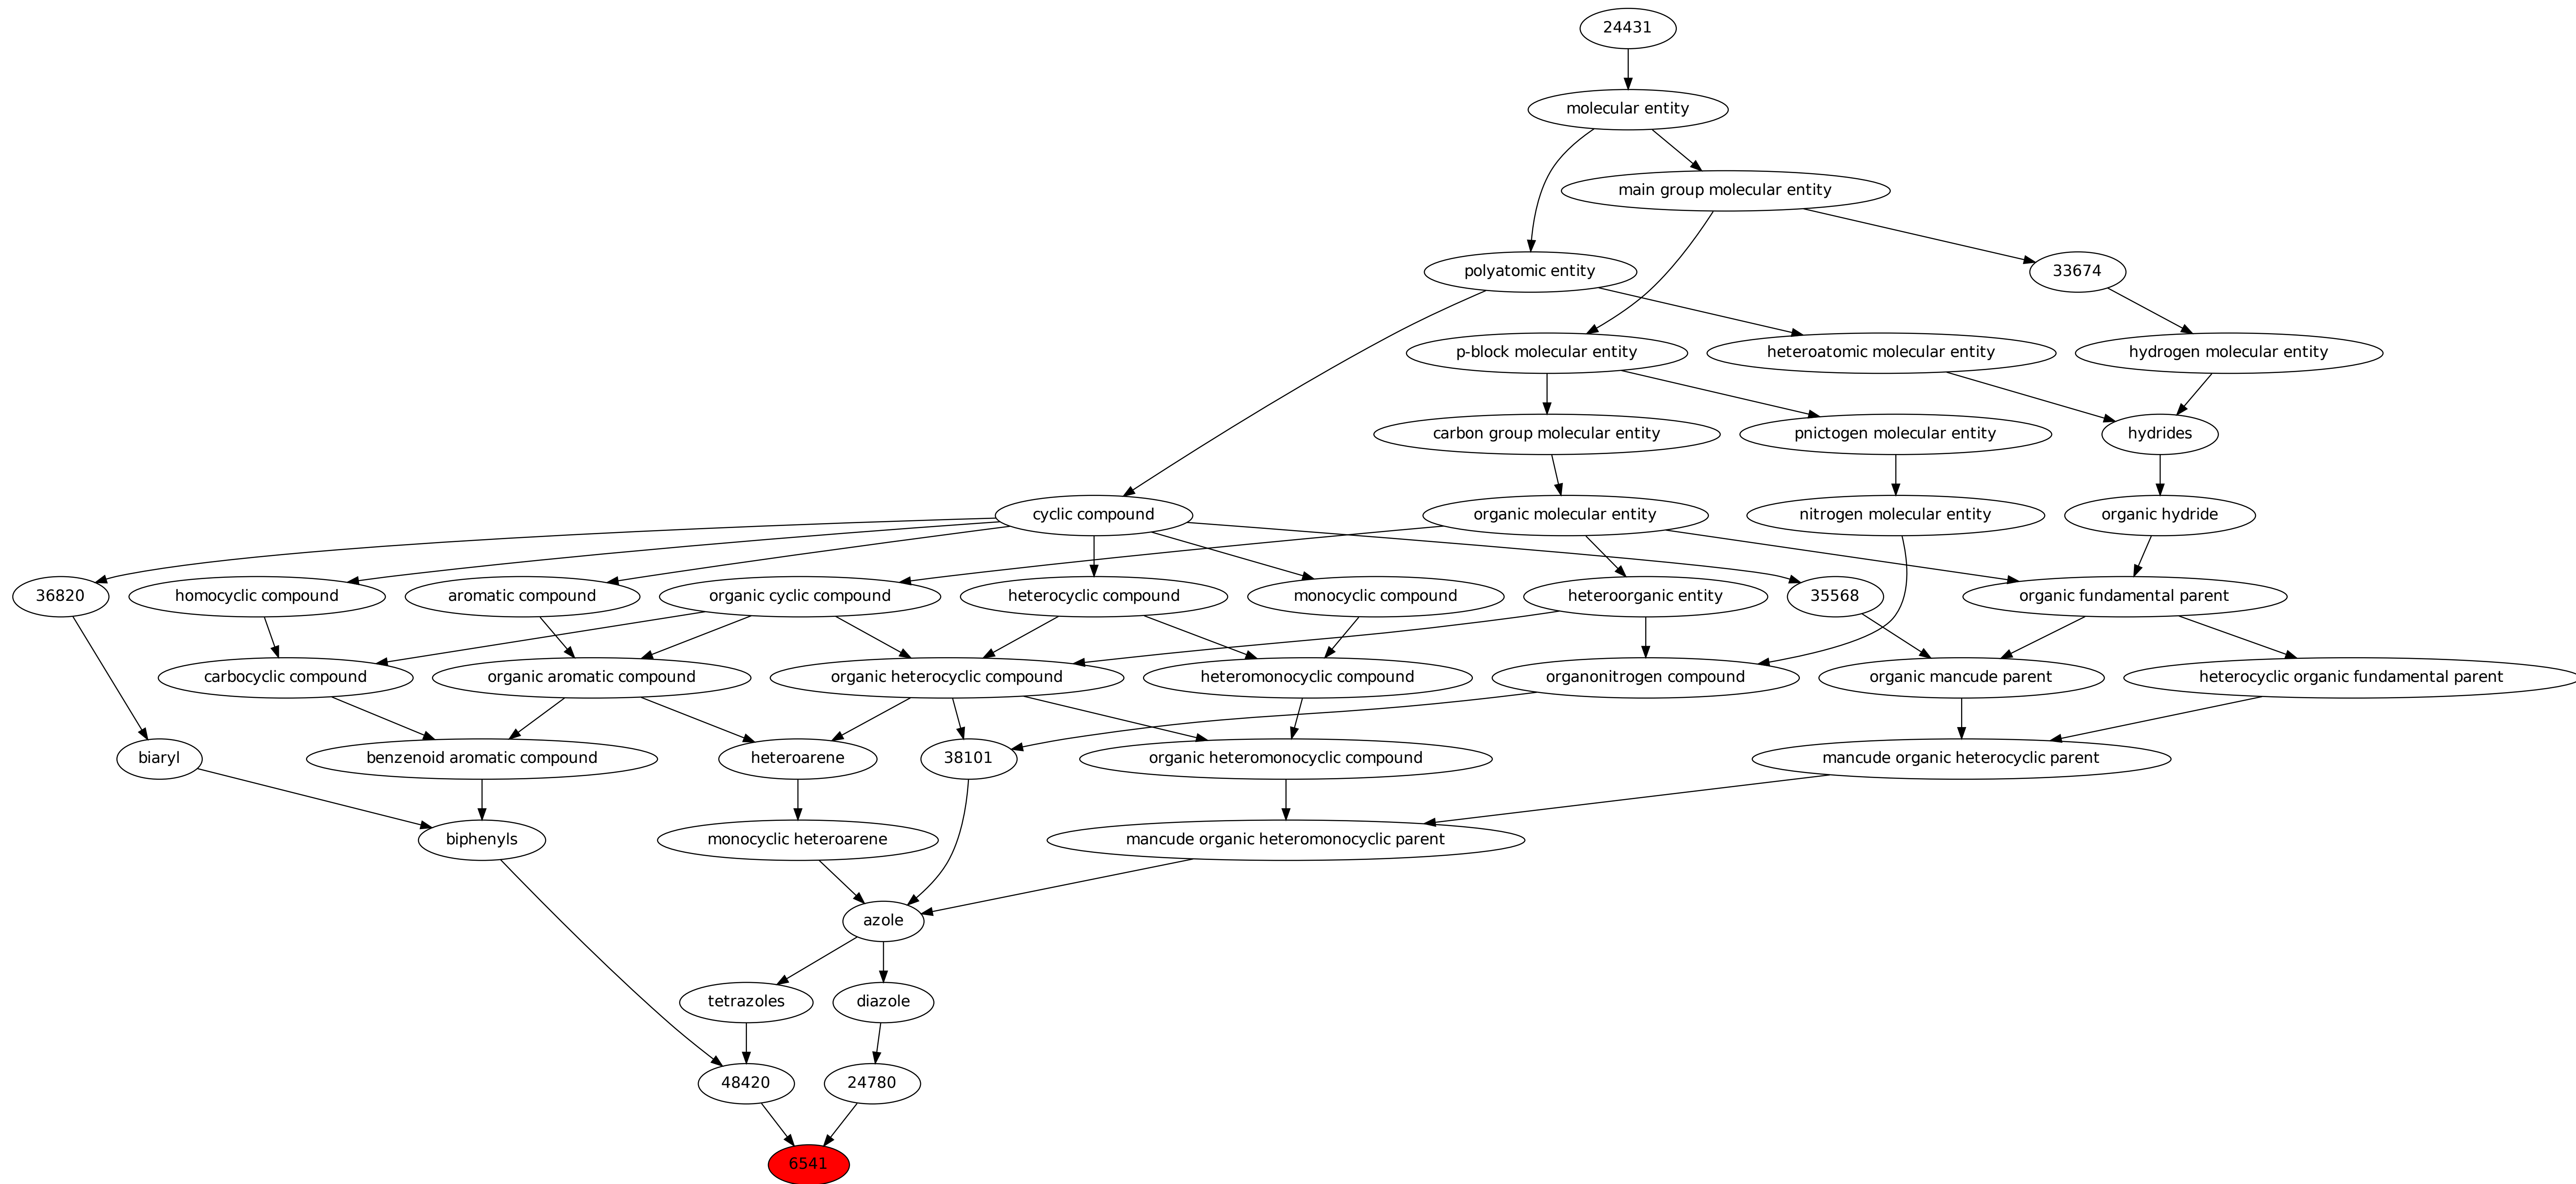 24431
molecular entity
main group molecular entity
polyatomic entity
33674
p-block molecular entity
heteroatomic molecular entity
hydrogen molecular entity
carbon group molecular entity
pnictogen molecular entity
hydrides
cyclic compound
organic molecular entity
nitrogen molecular entity
organic hydride
36820
homocyclic compound
aromatic compound
organic cyclic compound
heterocyclic compound
monocyclic compound
heteroorganic entity
35568
organic fundamental parent
carbocyclic compound
organic aromatic compound
organic heterocyclic compound
heteromonocyclic compound
organonitrogen compound
organic mancude parent
heterocyclic organic fundamental parent
biaryl
benzenoid aromatic compound
heteroarene
38101
organic heteromonocyclic compound
mancude organic heterocyclic parent
biphenyls
monocyclic heteroarene
mancude organic heteromonocyclic parent
azole
tetrazoles
diazole
48420
24780
6541